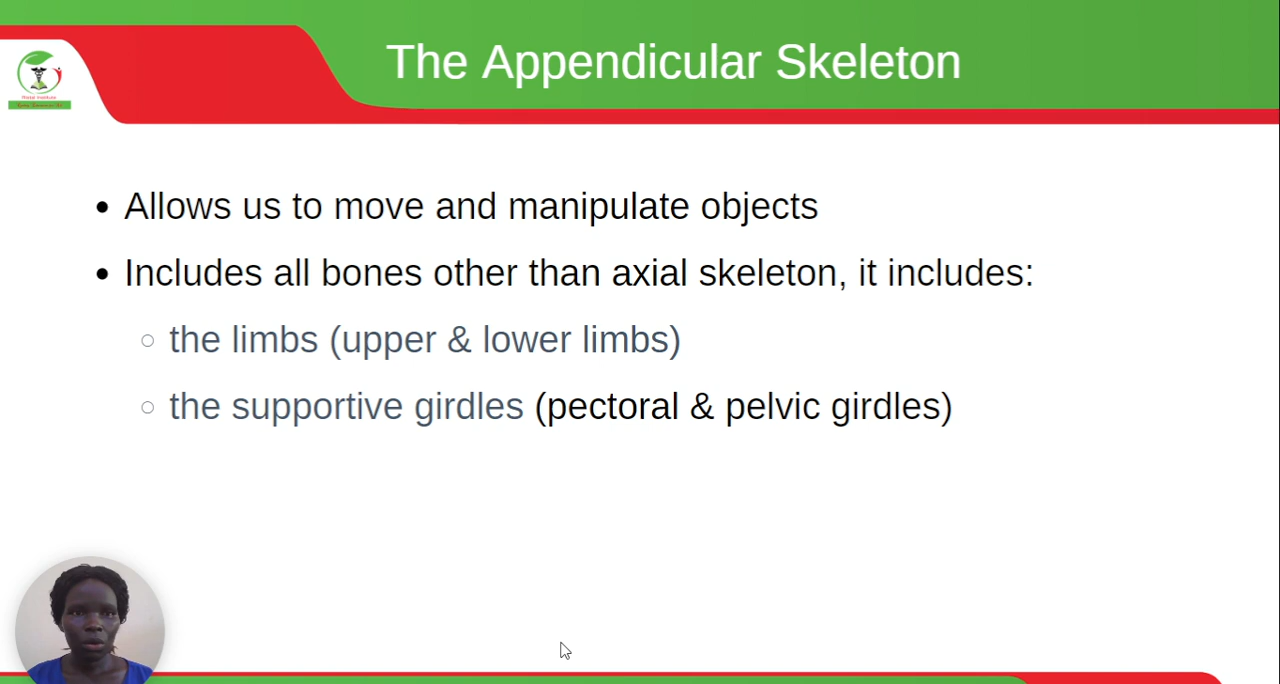 The Appendicular Skeleton
• Allows us to move and manipulate objects
• Includes all bones other than axial skeleton, it includes:
○ the limbs (upper & lower limbs)
○ the supportive girdles (pectoral & pelvic girdles)